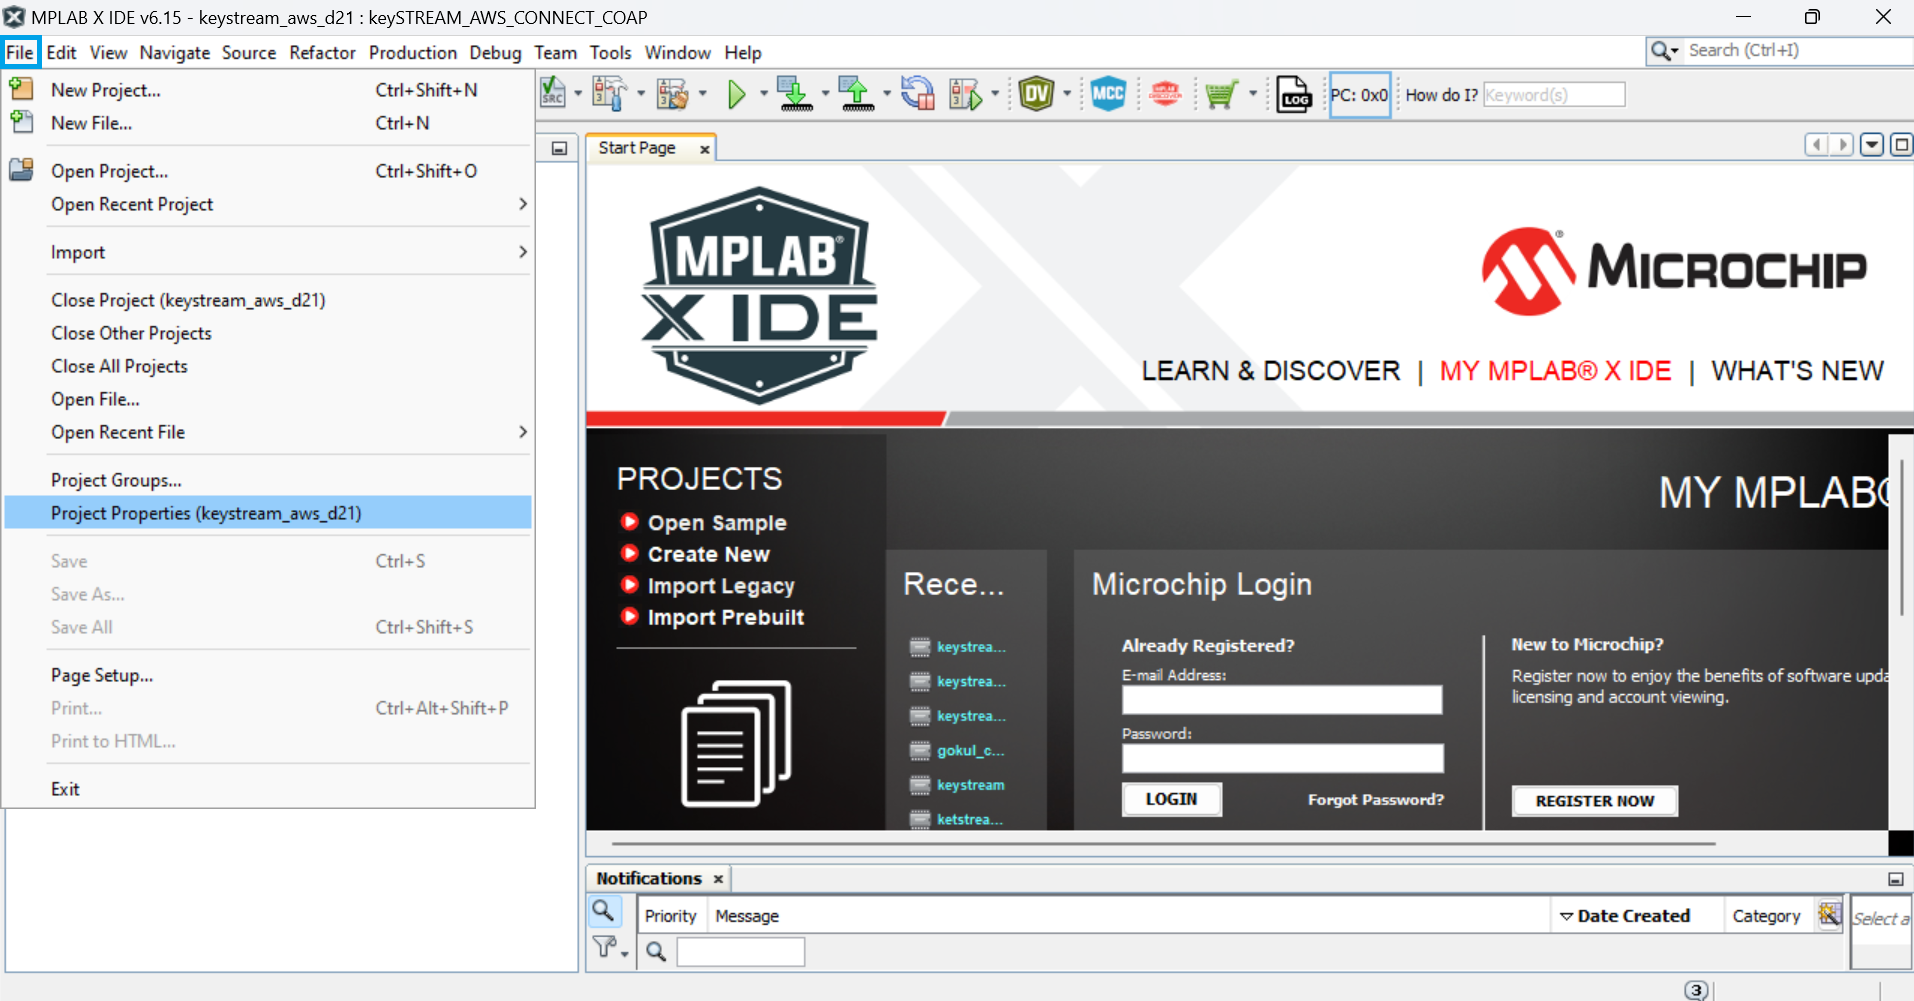 MPLAB X IDE v6.15 - keystream_aws_d21 : keySTREAM_AWS_CONNECT_COAP
File Edit View Navigate Source Refactor Production Debug Team Tools Window Help
Search (Ctrl+I)
SRC
DV
MCC
LOG
PC: 0x0
How do I?
Keyword(s)
New Project... Ctrl+Shift+N
New File... Ctrl+N
Open Project... Ctrl+Shift+O
Open Recent Project
Import
Close Project (keystream_aws_d21)
Close Other Projects
Close All Projects
Open File...
Open Recent File
Project Groups...
Project Properties (keystream_aws_d21)
Save Ctrl+S
Save As...
Save All Ctrl+Shift+S
Page Setup...
Print... Ctrl+Alt+Shift+P
Print to HTML...
Exit
Start Page
MPLAB®
X IDE
MICROCHIP
LEARN & DISCOVER | MY MPLAB® X IDE | WHAT'S NEW
PROJECTS
Open Sample
Create New
Import Legacy
Import Prebuilt
MY MPLAB®
Rece...
keystrea...
keystrea...
keystrea...
gokul_c...
keystream
ketstrea...
Microchip Login
Already Registered?
E-mail Address:
Password:
LOGIN
Forgot Password?
New to Microchip?
Register now to enjoy the benefits of software upda
licensing and account viewing.
REGISTER NOW
Notifications
Priority Message Date Created Category
Select a
3